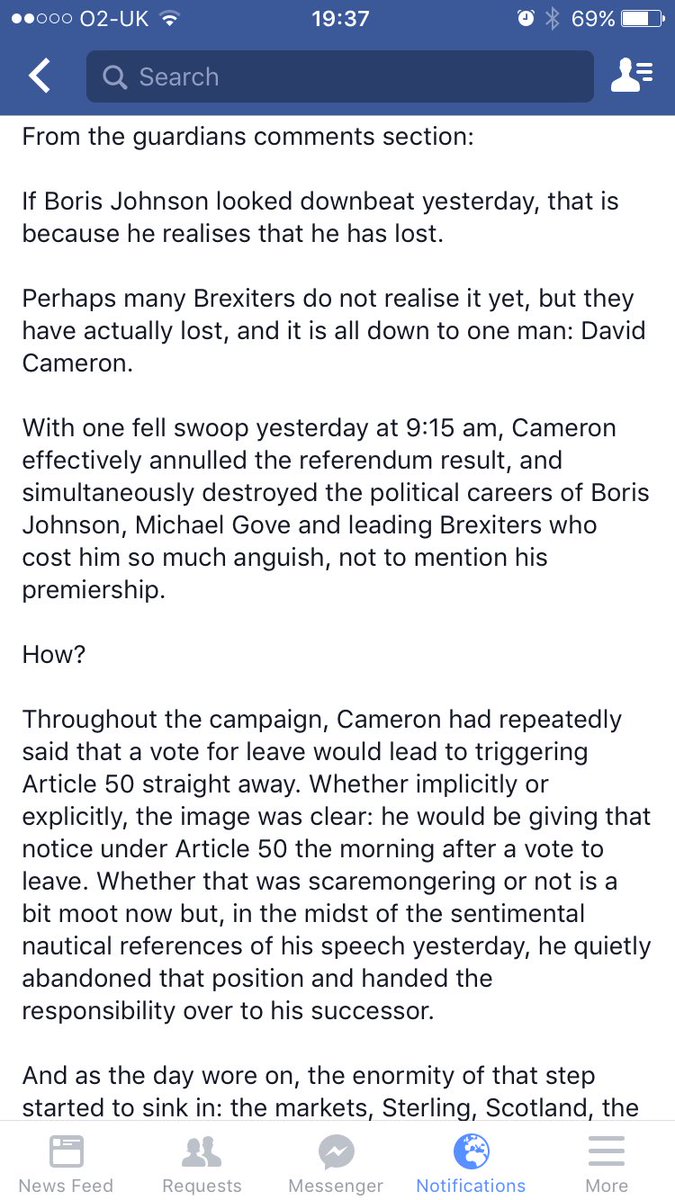 O2-UK 19:37 69%
Search
From the guardians comments section:
If Boris Johnson looked downbeat yesterday, that is
because he realises that he has lost.
Perhaps many Brexiters do not realise it yet, but they
have actually lost, and it is all down to one man: David
Cameron.
With one fell swoop yesterday at 9:15 am, Cameron
effectively annulled the referendum result, and
simultaneously destroyed the political careers of Boris
Johnson, Michael Gove and leading Brexiters who
cost him so much anguish, not to mention his
premiership.
How?
Throughout the campaign, Cameron had repeatedly
said that a vote for leave would lead to triggering
Article 50 straight away. Whether implicitly or
explicitly, the image was clear: he would be giving that
notice under Article 50 the morning after a vote to
leave. Whether that was scaremongering or not is a
bit moot now but, in the midst of the sentimental
nautical references of his speech yesterday, he quietly
abandoned that position and handed the
responsibility over to his successor.
And as the day wore on, the enormity of that step
started to sink in: the markets, Sterling, Scotland, the
News Feed Requests Messenger Notifications More